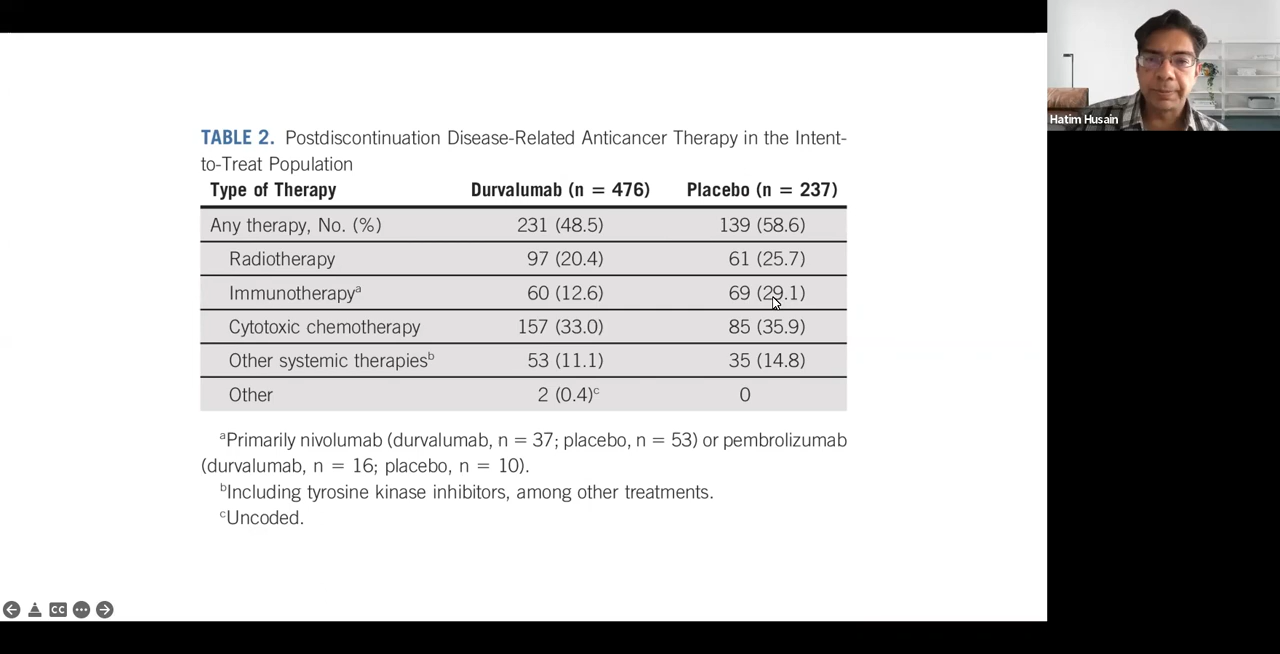 Hatim Husain
TABLE 2. Postdiscontinuation Disease-Related Anticancer Therapy in the Intent-
to-Treat Population
Type of Therapy Durvalumab (n = 476) Placebo (n = 237)
Any therapy, No. (%) 231 (48.5) 139 (58.6)
Radiotherapy 97 (20.4) 61 (25.7)
Immunotherapyᵃ 60 (12.6) 69 (29.1)
Cytotoxic chemotherapy 157 (33.0) 85 (35.9)
Other systemic therapiesᵇ 53 (11.1) 35 (14.8)
Other 2 (0.4)ᶜ 0
ᵃPrimarily nivolumab (durvalumab, n = 37; placebo, n = 53) or pembrolizumab
(durvalumab, n = 16; placebo, n = 10).
ᵇIncluding tyrosine kinase inhibitors, among other treatments.
ᶜUncoded.
CC